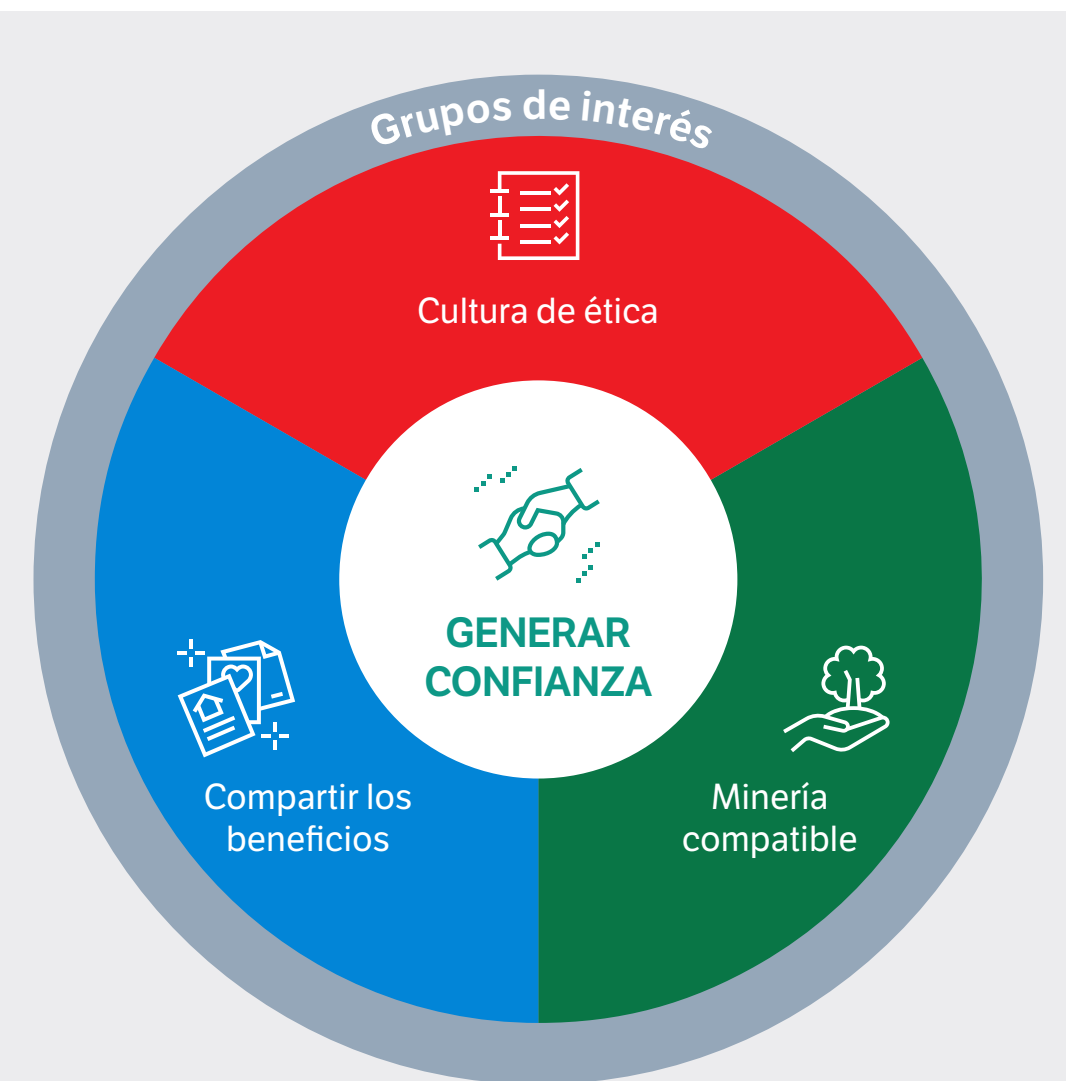 Grupos de interés
Cultura de ética
GENERAR
CONFIANZA
Compartir los
beneficios
Minería
compatible